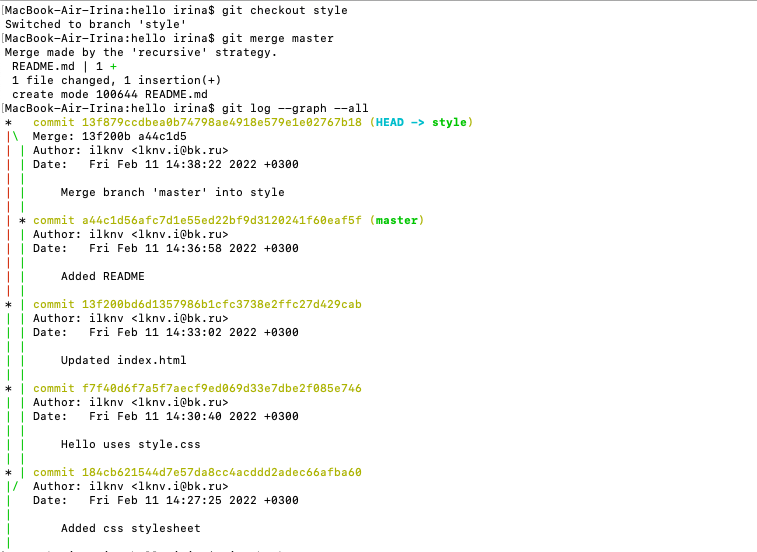 [MacBook-Air-Irina:hello irina$ git checkout style
Switched to branch 'style'
[MacBook-Air-Irina:hello irina$ git merge master
Merge made by the 'recursive' strategy.
README.md | 1 +
1 file changed, 1 insertion(+)
create mode 100644 README.md
[MacBook-Air-Irina:hello irina$ git log --graph --all
*   commit 13f879ccdbea0b74798ae4918e579e1e02767b18 (HEAD -> style)
|\  Merge: 13f200b a44c1d5
| | Author: ilknv <lknv.i@bk.ru>
| | Date:   Fri Feb 11 14:38:22 2022 +0300
| |
| |     Merge branch 'master' into style
| |
| * commit a44c1d56afc7d1e55ed22bf9d3120241f60eaf5f (master)
| | Author: ilknv <lknv.i@bk.ru>
| | Date:   Fri Feb 11 14:36:58 2022 +0300
| |
| |     Added README
| |
* | commit 13f200bd6d1357986b1cfc3738e2ffc27d429cab
| | Author: ilknv <lknv.i@bk.ru>
| | Date:   Fri Feb 11 14:33:02 2022 +0300
| |
| |     Updated index.html
| |
* | commit f7f40d6f7a5f7aecf9ed069d33e7dbe2f085e746
| | Author: ilknv <lknv.i@bk.ru>
| | Date:   Fri Feb 11 14:30:40 2022 +0300
| |
| |     Hello uses style.css
| |
* | commit 184cb621544d7e57da8cc4acddd2adec66afba60
|/  Author: ilknv <lknv.i@bk.ru>
|   Date:   Fri Feb 11 14:27:25 2022 +0300
|
|       Added css stylesheet
|